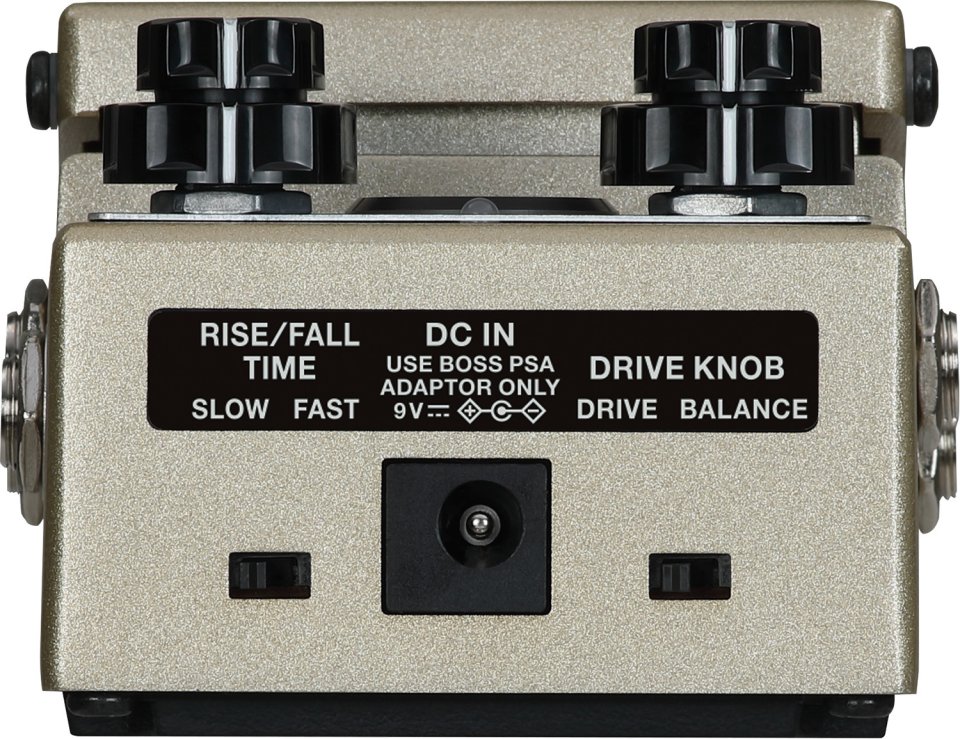 RISE/FALL
TIME
SLOW FAST
DC IN
USE BOSS PSA
ADAPTOR ONLY
9V
DRIVE KNOB
DRIVE BALANCE